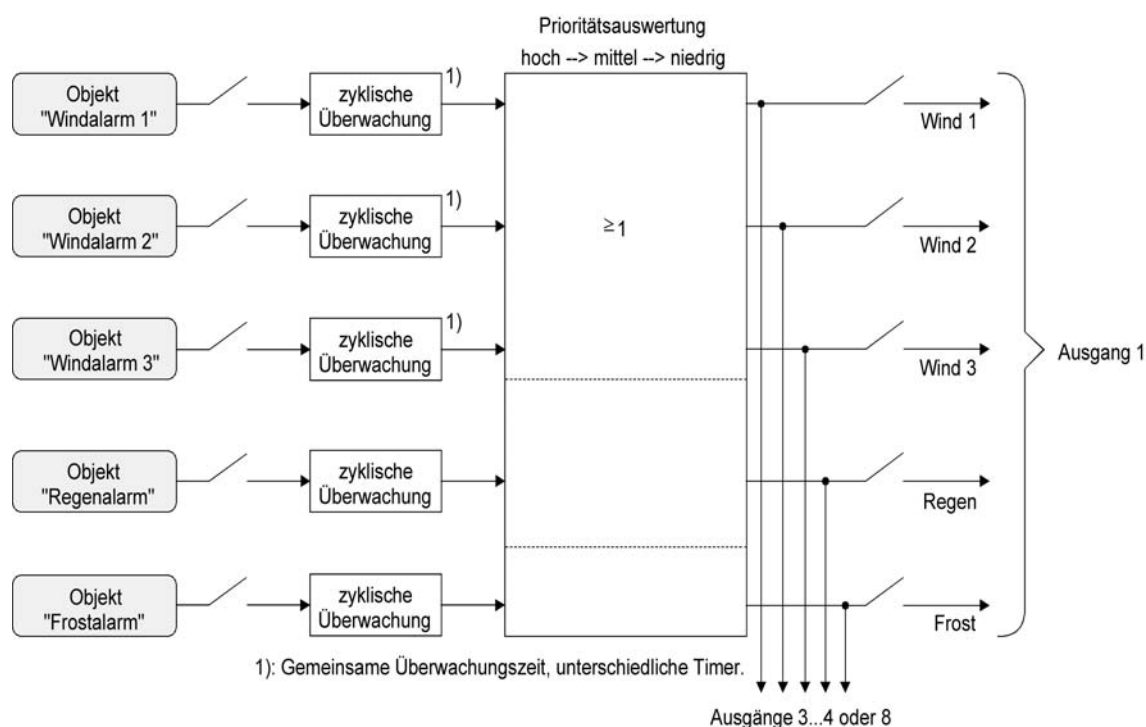 Prioritätsauswertung
hoch --> mittel --> niedrig
Objekt
"Windalarm 1"
zyklische
Überwachung
1)
Wind 1
Objekt
"Windalarm 2"
zyklische
Überwachung
1)
≥1
Wind 2
Objekt
"Windalarm 3"
zyklische
Überwachung
1)
Wind 3
Ausgang 1
Objekt
"Regenalarm"
zyklische
Überwachung
Regen
Objekt
"Frostalarm"
zyklische
Überwachung
Frost
1): Gemeinsame Überwachungszeit, unterschiedliche Timer.
Ausgänge 3...4 oder 8